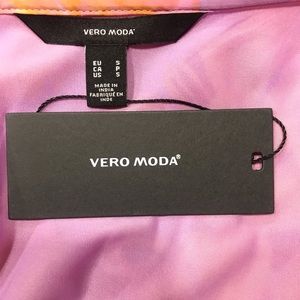 VERO MODA®
EU S
CA P
US S
MADE IN
INDIA
FABRIQUÉ EN
INDE
VERO MODA®